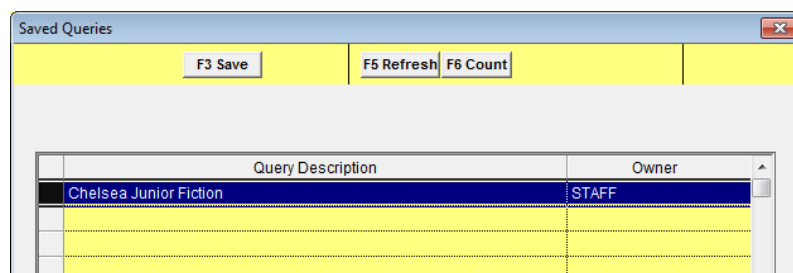 Saved Queries
F3 Save F5 Refresh F6 Count
Query Description Owner
Chelsea Junior Fiction STAFF